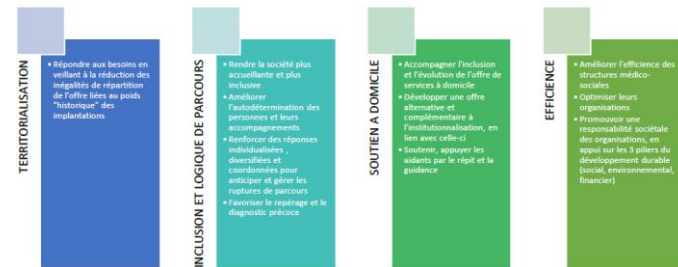 TERRITORIALISATION
• Répondre aux besoins en
veillant à la réduction des
inégalités de répartition
de l'offre liées au poids
"historique" des
implantations
INCLUSION ET LOGIQUE DE PARCOURS
• Rendre la société plus
accueillante et plus
inclusive
• Améliorer
l'autodétermination des
personnes et leurs
accompagnements
• Renforcer des réponses
individualisées ,
diversifiées et
coordonnées pour
anticiper et gérer les
ruptures de parcours
• Favoriser le repérage et le
diagnostic précoce
SOUTIEN A DOMICILE
• Accompagner l'inclusion
et l'évolution de l'offre de
services à domicile
• Développer une offre
alternative et
complémentaire à
l'institutionnalisation, en
lien avec celle-ci
• Soutenir, appuyer les
aidants par le répit et la
guidance
EFFICIENCE
• Améliorer l'efficience des
structures médico-
sociales
• Optimiser leurs
organisations
• Promouvoir une
responsabilité sociétale
des organisations, en
appui sur les 3 piliers du
développement durable
(social, environnemental,
financier)